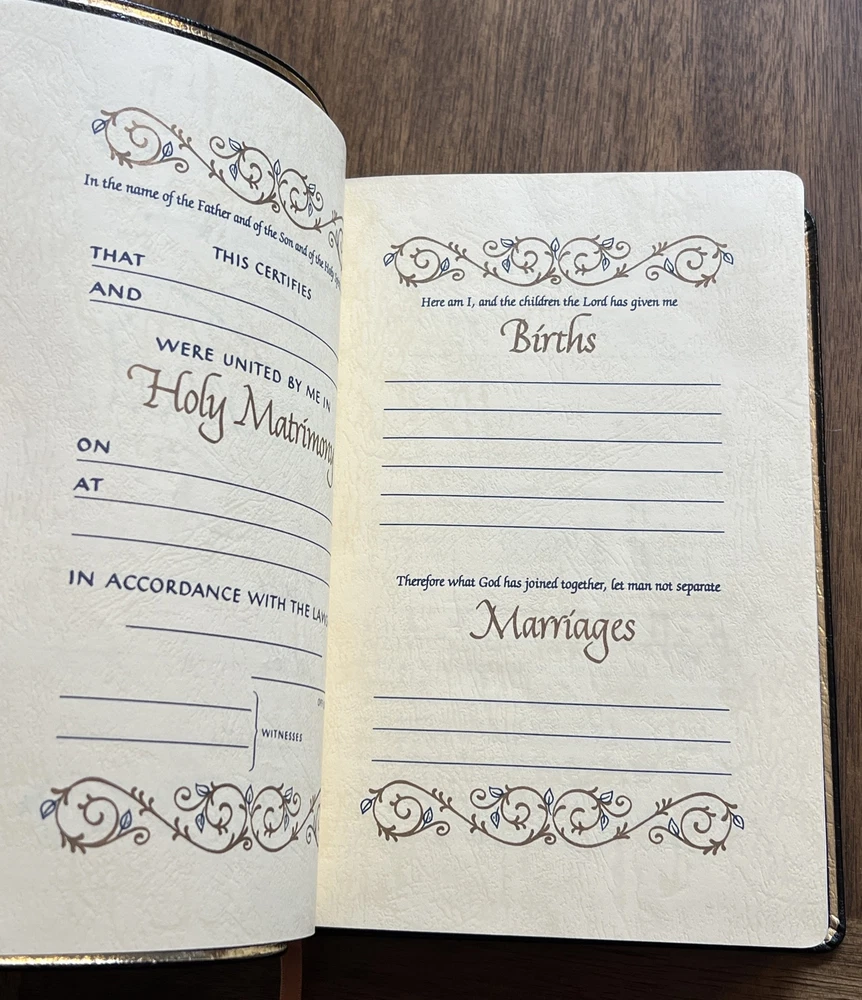 In the name of the Father and of the Son and of the Holy
THIS CERTIFIES
THAT
AND
WERE UNITED BY ME IN
Holy Matrimony
ON
AT
IN ACCORDANCE WITH THE
WITNESSES
Here am I, and the children the Lord has given me
Births
Therefore what God has joined together, let man not separate
Marriages